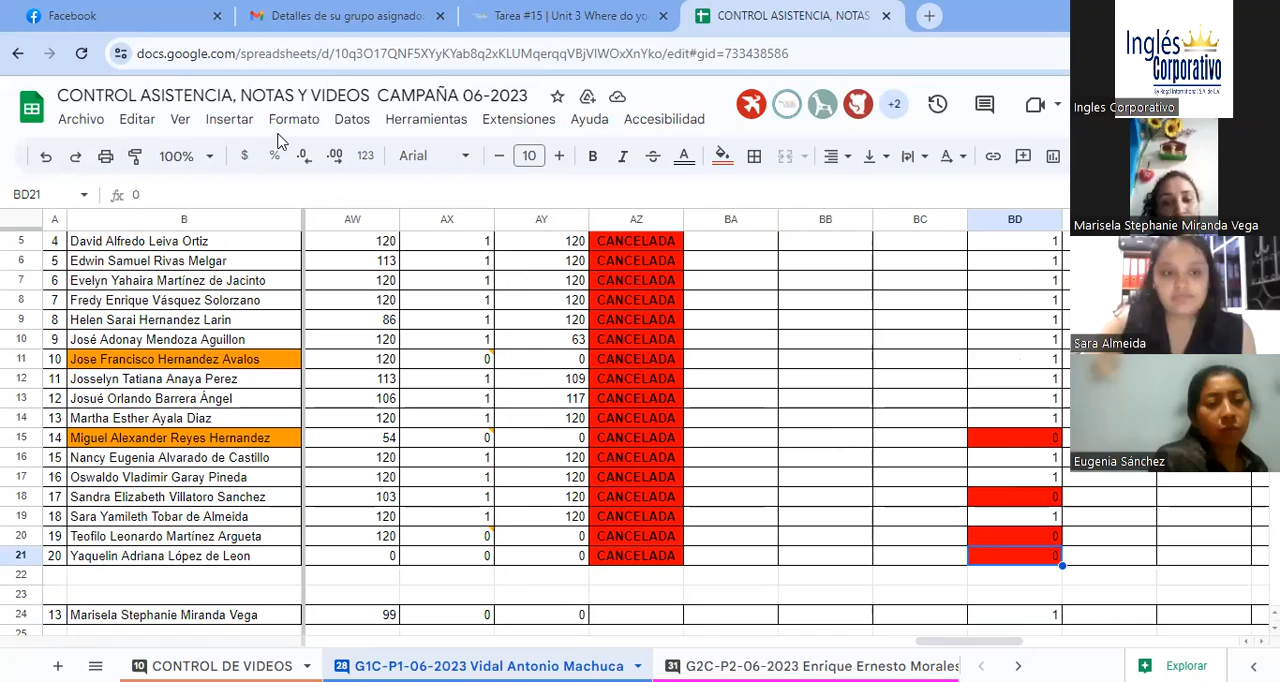 Facebook
Detalles de su grupo asignado
Tarea #15 | Unit 3 Where do yo
CONTROL ASISTENCIA, NOTAS
docs.google.com/spreadsheets/d/
/edit#gid=733438586
CONTROL ASISTENCIA, NOTAS Y VIDEOS CAMPAÑA 06-2023
+2
Archivo Editar Ver Insertar Formato Datos Herramientas Extensiones Ayuda Accesibilidad
100% $ % .0 .00 123 Arial 10 B I A
BD21 fx 0
A B AW AX AY AZ BA BB BC BD
5 4 David Alfredo Leiva Ortiz 120 1 120 CANCELADA 1
6 5 Edwin Samuel Rivas Melgar 113 1 120 CANCELADA 1
7 6 Evelyn Yahaira Martínez de Jacinto 120 1 120 CANCELADA 1
8 7 Fredy Enrique Vásquez Solorzano 120 1 120 CANCELADA 1
9 8 Helen Sarai Hernandez Larin 86 1 120 CANCELADA 1
10 9 José Adonay Mendoza Aguillon 120 1 63 CANCELADA 1
11 10 Jose Francisco Hernandez Avalos 120 0 0 CANCELADA 1
12 11 Josselyn Tatiana Anaya Perez 113 1 109 CANCELADA 1
13 12 Josué Orlando Barrera Ángel 106 1 117 CANCELADA 1
14 13 Martha Esther Ayala Diaz 120 1 120 CANCELADA 1
15 14 Miguel Alexander Reyes Hernandez 54 0 0 CANCELADA 0
16 15 Nancy Eugenia Alvarado de Castillo 120 1 120 CANCELADA 1
17 16 Oswaldo Vladimir Garay Pineda 120 1 120 CANCELADA 1
18 17 Sandra Elizabeth Villatoro Sanchez 103 1 120 CANCELADA 0
19 18 Sara Yamileth Tobar de Almeida 120 1 120 CANCELADA 1
20 19 Teofilo Leonardo Martínez Argueta 120 0 0 CANCELADA 0
21 20 Yaquelin Adriana López de Leon 0 0 0 CANCELADA 0
22
23
24 13 Marisela Stephanie Miranda Vega 99 0 0 1
25
10 CONTROL DE VIDEOS
28 G1C-P1-06-2023 Vidal Antonio Machuca
31 G2C-P2-06-2023 Enrique Ernesto Morales
Explorar
Inglés
Corporativo
Ingles Corporativo
Marisela Stephanie Miranda Vega
Sara Almeida
Eugenia Sánchez